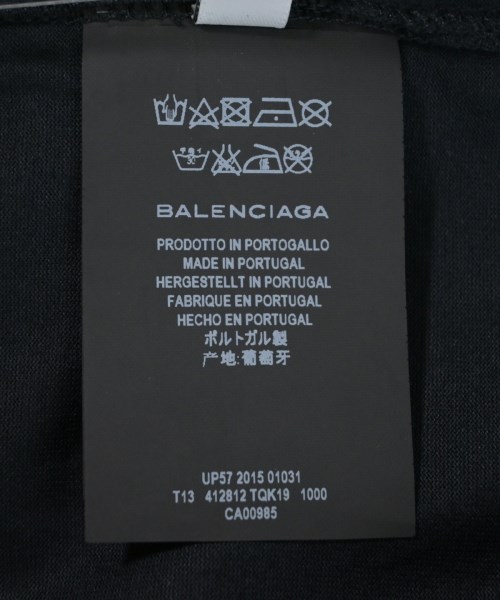 BALENCIAGA
PRODOTTO IN PORTOGALLO
MADE IN PORTUGAL
HERGESTELLT IN PORTUGAL
FABRIQUE EN PORTUGAL
HECHO EN PORTUGAL
ポルトガル製
产地:葡萄牙
UP57 2015 01031
T13 412812 TQK19 1000
CA00985